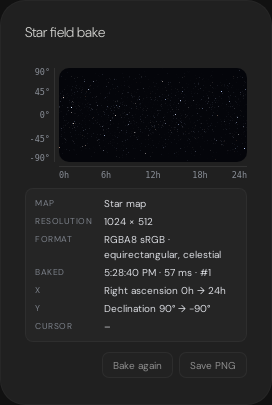 Star field bake
90°
45°
0°
-45°
-90°
0h 6h 12h 18h 24h
MAP Star map
RESOLUTION 1024 × 512
FORMAT RGBA8 sRGB ·
equirectangular, celestial
BAKED 5:28:40 PM · 57 ms · #1
X Right ascension 0h → 24h
Y Declination 90° → -90°
CURSOR –
Bake again Save PNG